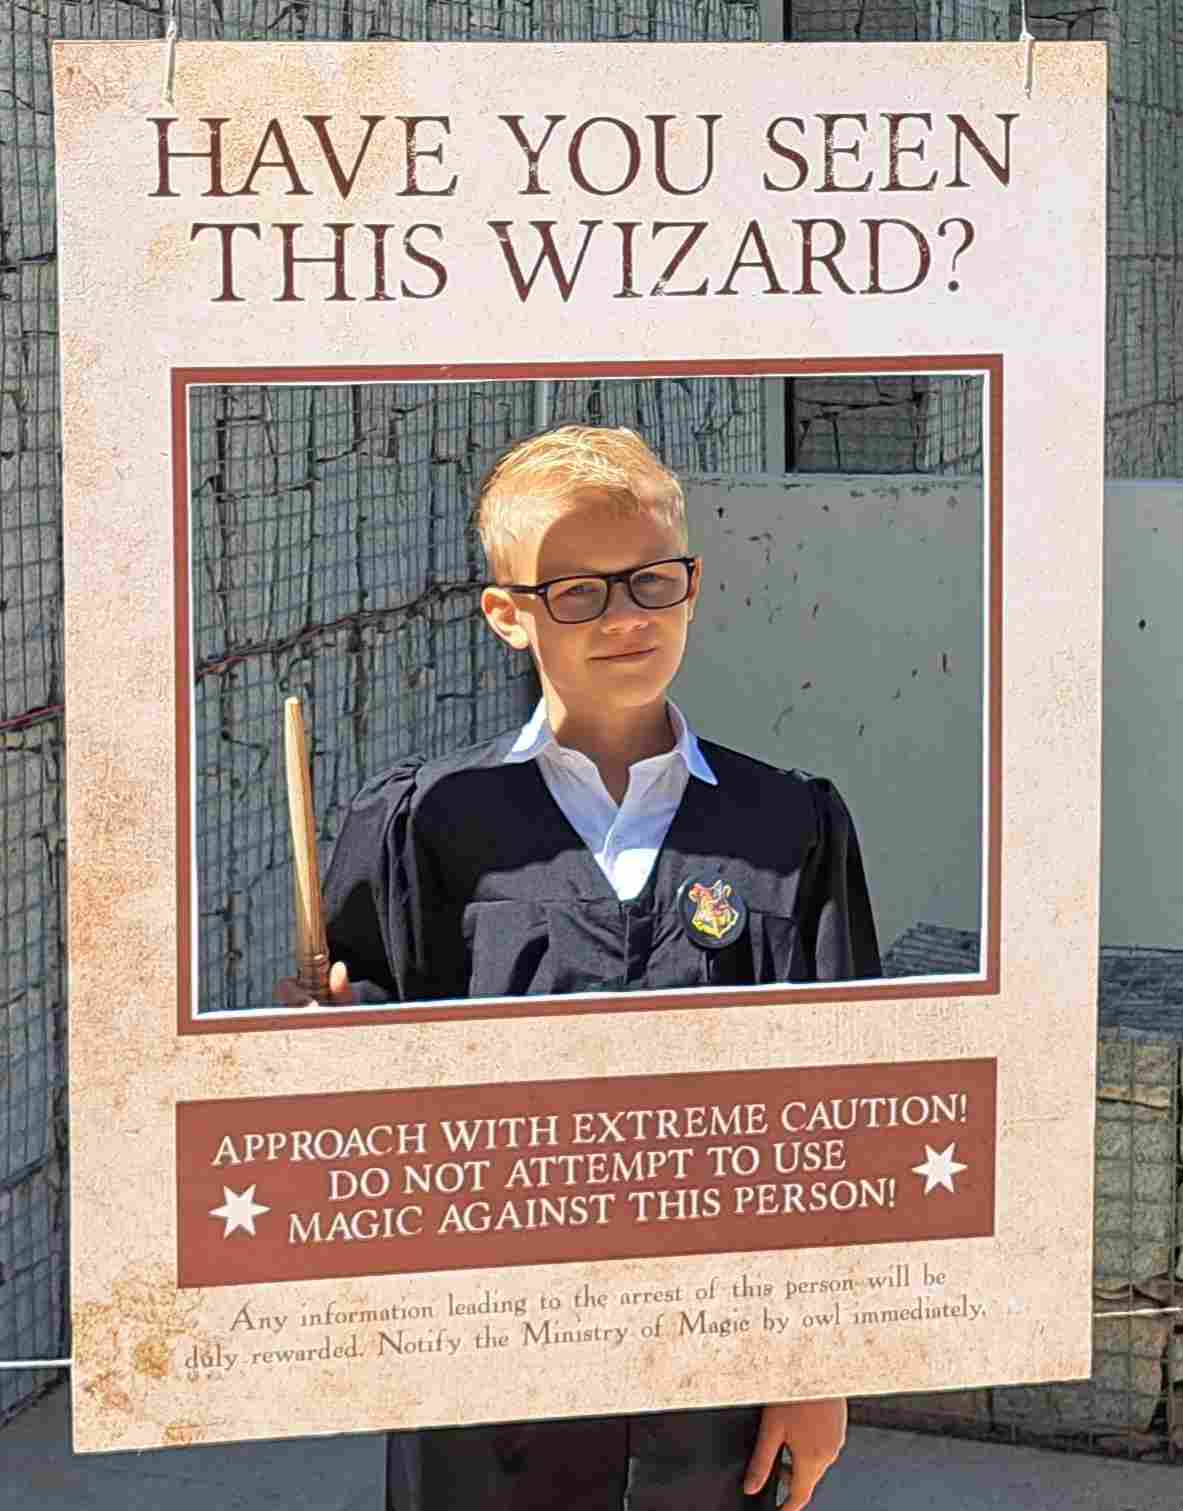 HAVE YOU SEEN
THIS WIZARD?
APPROACH WITH EXTREME CAUTION!
DO NOT ATTEMPT TO USE
MAGIC AGAINST THIS PERSON!
Any information leading to the arrest of this person will be
duly rewarded. Notify the Ministry of Magic by owl immediately.